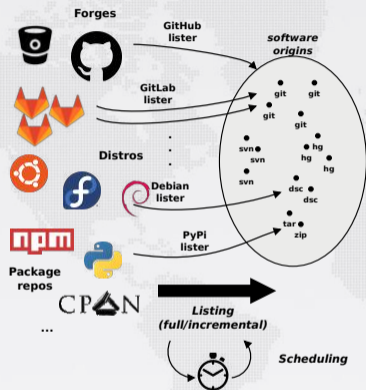 Forges
GitHub
lister
software
origins
GitLab
lister
git
git
git
git
Distros
svn
svn
svn
hg
hg
hg
Debian
lister
dsc
dsc
npm
PyPi
lister
tar
zip
Package
repos
CPAN
...
Listing
(full/incremental)
Scheduling